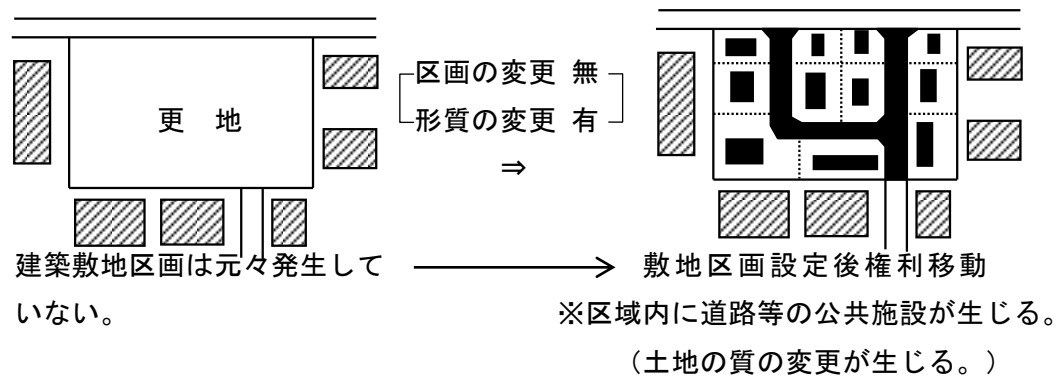 更　地
区画の変更 無
形質の変更 有
⇒
建築敷地区画は元々発生して
いない。
敷地区画設定後権利移動
※区域内に道路等の公共施設が生じる。
（土地の質の変更が生じる。）